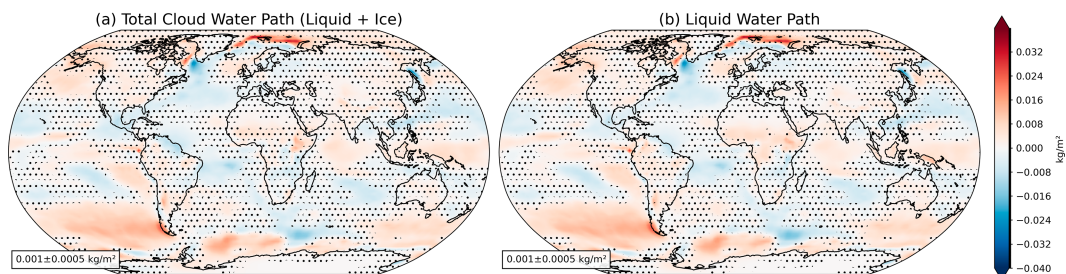 (a) Total Cloud Water Path (Liquid + Ice)
(b) Liquid Water Path
0.032
0.024
0.016
0.008
0.000
−0.008
−0.016
−0.024
−0.032
−0.040
kg/m²
0.001±0.0005 kg/m²
0.001±0.0005 kg/m²